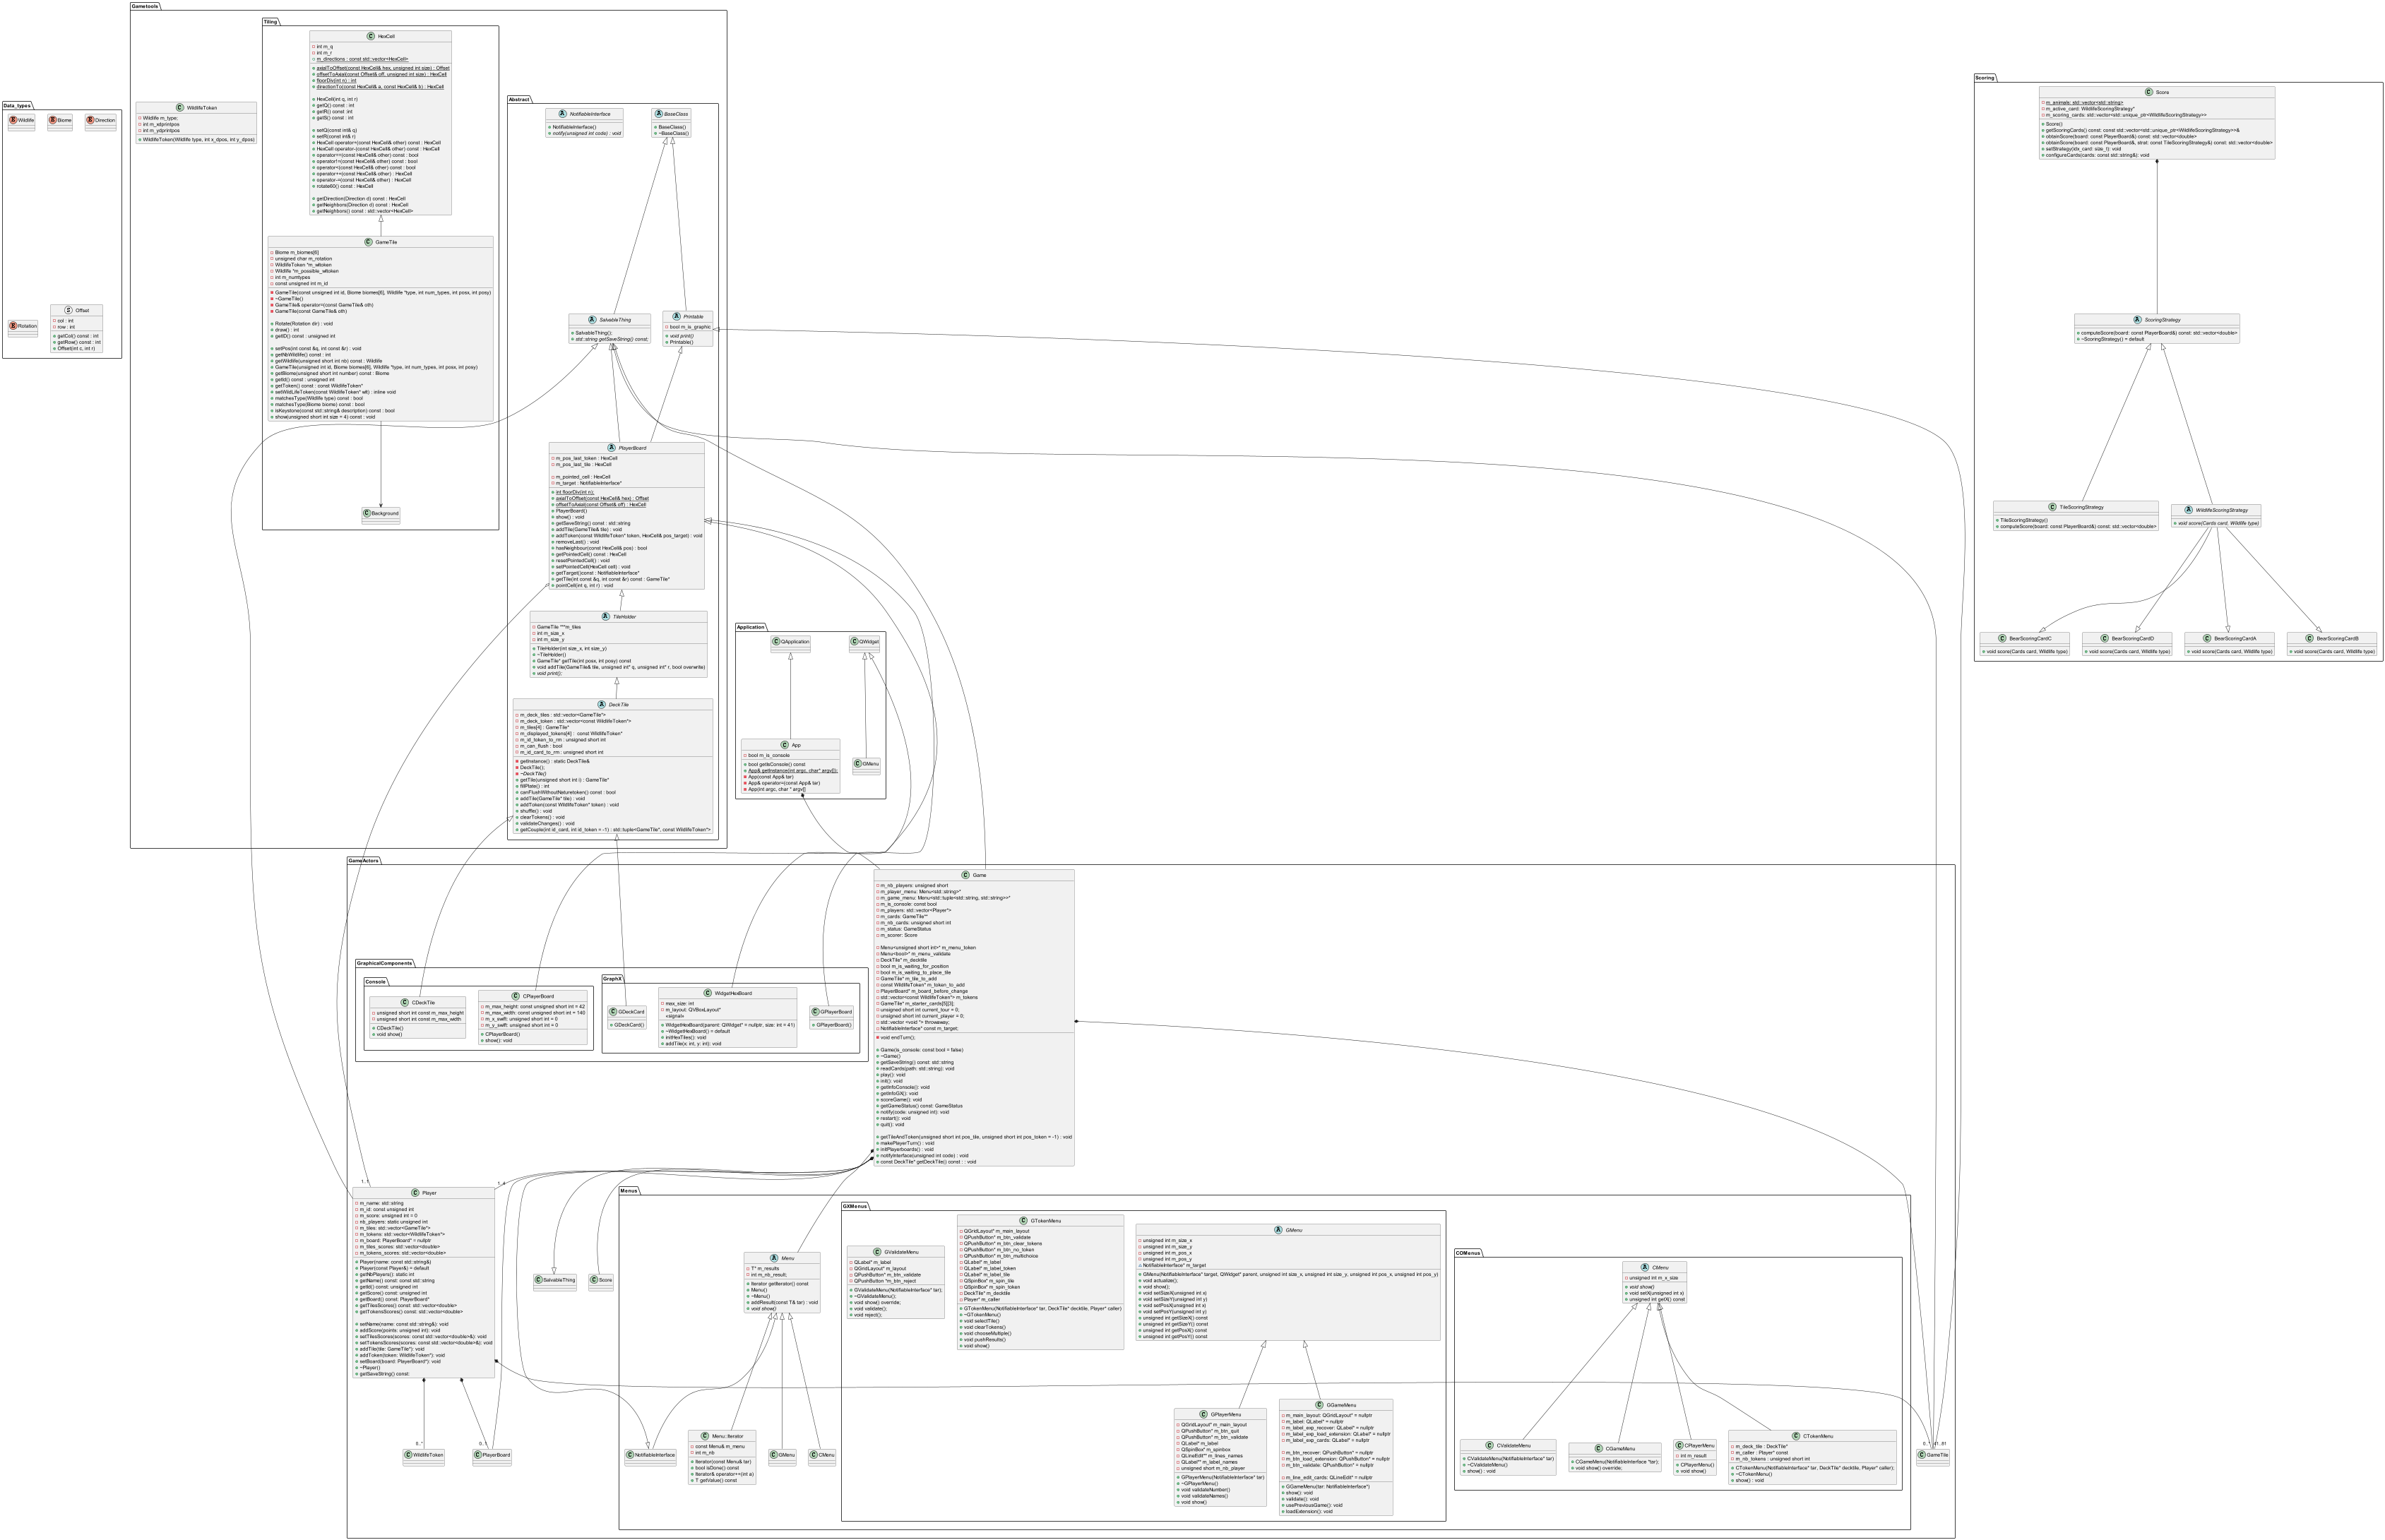 Data_types
Wildlife
Biome
Direction
Rotation
Offset
col : int
row : int
getCol() const : int
getRow() const : int
Offset(int c, int r)
Gametools
WildlifeToken
Wildlife m_type;
int m_xdprintpos
int m_ydprintpos
WildlifeToken(Wildlife type, int x_dpos, int y_dpos)
Tiling
HexCell
int m_q
int m_r
m_directions : const std::vector<HexCell>
axialToOffset(const HexCell& hex, unsigned int size) : Offset
offsetToAxial(const Offset& off, unsigned int size) : HexCell
floorDiv(int n) : int
directionTo(const HexCell& a, const HexCell& b) : HexCell
HexCell(int q, int r)
getQ() const : int
getR() const :int
getS() const : int
setQ(const int& q)
setR(const int& r)
HexCell operator+(const HexCell& other) const : HexCell
HexCell operator-(const HexCell& other) const : HexCell
operator==(const HexCell& other) const : bool
operator!=(const HexCell& other) const : bool
operator<(const HexCell& other) const : bool
operator+=(const HexCell& other) : HexCell
operator-=(const HexCell& other) : HexCell
rotate60() const : HexCell
getDirection(Direction d) const : HexCell
getNeighbors(Direction d) const : HexCell
getNeighbors() const : std::vector<HexCell>
GameTile
Biome m_biomes[6]
unsigned char m_rotation
WildlifeToken *m_wltoken
Wildlife *m_possible_wltoken
int m_numtypes
const unsigned int m_id
GameTile(const unsigned int id, Biome biomes[6], Wildlife *type, int num_types, int posx, int posy)
~GameTile()
GameTile& operator=(const GameTile& oth)
GameTile(const GameTile& oth)
Rotate(Rotation dir) : void
draw() : int
getID() const : unsigned int
setPos(int const &q, int const &r) : void
getNbWildlife() const : int
getWildlife(unsigned short int nb) const : Wildlife
GameTile(unsigned int id, Biome biomes[6], Wildlife *type, int num_types, int posx, int posy)
getBiome(unsigned short int number) const : Biome
getId() const : unsigned int
getToken() const : const WildlifeToken*
setWildLifeToken(const WildlifeToken* wlt) : inline void
matchesType(Wildlife type) const : bool
matchesType(Biome biome) const : bool
isKeystone(const std::string& description) const : bool
show(unsigned short int size = 4) const : void
Background
Abstract
NotifiableInterface
NotifiableInterface()
notify(unsigned int code) : void
BaseClass
BaseClass()
~BaseClass()
SalvableThing
SalvableThing();
std::string getSaveString() const;
Printable
bool m_is_graphic
void print()
Printable()
PlayerBoard
m_pos_last_token : HexCell
m_pos_last_tile : HexCell
m_pointed_cell : HexCell
m_target : NotifiableInterface*
int floorDiv(int n);
axialToOffset(const HexCell& hex) : Offset
offsetToAxial(const Offset& off) : HexCell
PlayerBoard()
show() : void
getSaveString() const : std::string
addTile(GameTile& tile) : void
addToken(const WildlifeToken* token, HexCell& pos_target) : void
removeLast() : void
hasNeighbour(const HexCell& pos) : bool
getPointedCell() const : HexCell
resetPointedCell() : void
setPointedCell(HexCell cell) : void
getTarget()const : NotifiableInterface*
getTile(int const &q, int const &r) const : GameTile*
pointCell(int q, int r) : void
TileHolder
GameTile ***m_tiles
int m_size_x
int m_size_y
TileHolder(int size_x, int size_y)
~TileHolder()
GameTile* getTile(int posx, int posy) const
void addTile(GameTile& tile, unsigned int* q, unsigned int* r, bool overwrite)
void print();
DeckTile
m_deck_tiles : std::vector<GameTile*>
m_deck_token : std::vector<const WildlifeToken*>
m_tiles[4] : GameTile*
m_displayed_tokens[4] : const WildlifeToken*
m_id_token_to_rm : unsigned short int
m_can_flush : bool
m_id_card_to_rm : unsigned short int
getInstance() : static DeckTile&
DeckTile();
~DeckTile()
getTile(unsigned short int i) : GameTile*
fillPlate() : int
canFlushWithoutNaturetoken() const : bool
addTile(GameTile* tile) : void
addToken(const WildlifeToken* token) : void
shuffle() : void
clearTokens() : void
validateChanges() : void
getCouple(int id_card, int id_token = -1) : std::tuple<GameTile*, const WildlifeToken*>
Application
QApplication
QWidget
App
bool m_is_console
bool getIsConsole() const
App& getInstance(int argc, char* argv[]);
App(const App& tar)
App& operator=(const App& tar)
App(int argc, char * argv[]
GMenu
Scoring
Score
m_animals: std::vector<std::string>
m_active_card: WildlifeScoringStrategy*
m_scoring_cards: std::vector<std::unique_ptr<WildlifeScoringStrategy>>
Score()
getScoringCards() const: const std::vector<std::unique_ptr<WildlifeScoringStrategy>>&
obtainScore(board: const PlayerBoard&, strat: const TileScoringStrategy&) const: std::vector<double>
obtainScore(board: const PlayerBoard&) const: std::vector<double>
setStrategy(idx_card: size_t): void
configureCards(cards: const std::string&): void
ScoringStrategy
computeScore(board: const PlayerBoard&) const: std::vector<double>
~ScoringStrategy() = default
TileScoringStrategy
TileScoringStrategy()
computeScore(board: const PlayerBoard&) const: std::vector<double>
WildlifeScoringStrategy
void score(Cards card, Wildlife type)
BearScoringCardC
void score(Cards card, Wildlife type)
BearScoringCardD
void score(Cards card, Wildlife type)
BearScoringCardA
void score(Cards card, Wildlife type)
BearScoringCardB
void score(Cards card, Wildlife type)
GameActors
Game
m_nb_players: unsigned short
m_player_menu: Menu<std::string>*
m_game_menu: Menu<std::tuple<std::string, std::string>>*
m_is_console: const bool
m_players: std::vector<Player*>
m_cards: GameTile**
m_nb_cards: unsigned short int
m_status: GameStatus
m_scorer: Score
Menu<unsigned short int>* m_menu_token
Menu<bool>* m_menu_validate
DeckTile* m_decktile
bool m_is_waiting_for_position
bool m_is_waiting_to_place_tile
GameTile* m_tile_to_add
const WildlifeToken* m_token_to_add
PlayerBoard* m_board_before_change
std::vector<const WildlifeToken*> m_tokens
GameTile* m_starter_cards[5][3];
unsigned short int current_tour = 0;
unsigned short int current_player = 0;
std::vector <void *> throwaway;
NotifiableInterface* const m_target;
void endTurn();
Game(is_console: const bool = false)
~Game()
getSaveString() const: std::string
readCards(path: std::string): void
play(): void
init(): void
getInfoConsole(): void
getInfoGX(): void
scoreGame(): void
getGameStatus() const: GameStatus
notify(code: unsigned int): void
restart(): void
quit(): void
getTileAndToken(unsigned short int pos_tile, unsigned short int pos_token = -1) : void
makePlayerTurn() : void
initPlayerboards() : void
notifyInterface(unsigned int code) : void
const DeckTile* getDeckTile() const : : void
GraphicalComponents
Console
CDeckTile
unsigned short int const m_max_height
unsigned short int const m_max_width
CDeckTile()
void show()
CPlayerBoard
m_max_height: const unsigned short int = 42
m_max_width: const unsigned short int = 140
m_x_swift: unsigned short int = 0
m_y_swift: unsigned short int = 0
CPlayerBoard()
show(): void
GraphX
GDeckCard
GDeckCard()
WidgetHexBoard
max_size: int
m_layout: QVBoxLayout*
<signal>
WidgetHexBoard(parent: QWidget* = nullptr, size: int = 41)
~WidgetHexBoard() = default
initHexTiles(): void
addTile(x: int, y: int): void
GPlayerBoard
GPlayerBoard()
1..1
1..4
Player
m_name: std::string
m_id: const unsigned int
m_score: unsigned int = 0
nb_players: static unsigned int
m_tiles: std::vector<GameTile*>
m_tokens: std::vector<WildlifeToken*>
m_board: PlayerBoard* = nullptr
m_tiles_scores: std::vector<double>
m_tokens_scores: std::vector<double>
Player(name: const std::string&)
Player(const Player&) = default
getNbPlayers(): static int
getName() const: const std::string
getId() const: unsigned int
getScore() const: unsigned int
getBoard() const: PlayerBoard*
getTilesScores() const: std::vector<double>
getTokensScores() const: std::vector<double>
setName(name: const std::string&): void
addScore(points: unsigned int): void
setTilesScores(scores: const std::vector<double>&): void
setTokensScores(scores: const std::vector<double>&): void
addTile(tile: GameTile*): void
addToken(token: WildlifeToken*): void
setBoard(board: PlayerBoard*): void
~Player()
getSaveString() const:
0..*
WildlifeToken
PlayerBoard
SalvableThing
Score
NotifiableInterface
Menus
Menu
T* m_results
int m_nb_result;
Iterator getIterator() const
Menu()
~Menu()
addResult(const T& tar) : void
void show()
Menu::Iterator
const Menu& m_menu
int m_nb
Iterator(const Menu& tar)
bool isDone() const
Iterator& operator++(int a)
T getValue() const
GMenu
CMenu
GXMenus
GValidateMenu
QLabel* m_label
QGridLayout* m_layout
QPushButton* m_btn_validate
QPushButton *m_btn_reject
GValidateMenu(NotifiableInterface* tar);
~GValidateMenu();
void show() override;
void validate();
void reject();
GTokenMenu
QGridLayout* m_main_layout
QPushButton* m_btn_validate
QPushButton* m_btn_clear_tokens
QPushButton* m_btn_no_token
QPushButton* m_btn_multichoice
QLabel* m_label
QLabel* m_label_token
QLabel* m_label_tile
QSpinBox* m_spin_tile
QSpinBox* m_spin_token
DeckTile* m_decktile
Player* m_caller
GTokenMenu(NotifiableInterface* tar, DeckTile* decktile, Player* caller)
~GTokenMenu()
void selectTile()
void clearTokens()
void chooseMultiple()
void pushResults()
void show()
GMenu
unsigned int m_size_x
unsigned int m_size_y
unsigned int m_pos_x
unsigned int m_pos_y
NotifiableInterface* m_target
GMenu(NotifiableInterface* target, QWidget* parent, unsigned int size_x, unsigned int size_y, unsigned int pos_x, unsigned int pos_y)
void actualize();
void show();
void setSizeX(unsigned int x)
void setSizeY(unsigned int y)
void setPosX(unsigned int x)
void setPosY(unsigned int y)
unsigned int getSizeX() const
unsigned int getSizeY() const
unsigned int getPosX() const
unsigned int getPosY() const
GPlayerMenu
QGridLayout* m_main_layout
QPushButton* m_btn_quit
QPushButton* m_btn_validate
QLabel* m_label
QSpinBox* m_spinbox
QLineEdit** m_lines_names
QLabel** m_label_names
unsigned short m_nb_player
GPlayerMenu(NotifiableInterface* tar)
~GPlayerMenu()
void validateNumber()
void validateNames()
void show()
GGameMenu
m_main_layout: QGridLayout* = nullptr
m_label: QLabel* = nullptr
m_label_exp_recover: QLabel* = nullptr
m_label_exp_load_extension: QLabel* = nullptr
m_label_exp_cards: QLabel* = nullptr
m_btn_recover: QPushButton* = nullptr
m_btn_load_extension: QPushButton* = nullptr
m_btn_validate: QPushButton* = nullptr
m_line_edit_cards: QLineEdit* = nullptr
GGameMenu(tar: NotifiableInterface*)
show(): void
validate(): void
usePreviousGame(): void
loadExtension(): void
COMenus
CMenu
unsigned int m_x_size
void show()
void setX(unsigned int x)
unsigned int getX() const
CValidateMenu
CValidateMenu(NotifiableInterface* tar)
~CValidateMenu()
show() : void
CGameMenu
CGameMenu(NotifiableInterface *tar);
void show() override;
CPlayerMenu
int m_result
CPlayerMenu()
void show()
CTokenMenu
m_deck_tile : DeckTile*
m_caller : Player* const
m_nb_tokens : unsigned short int
CTokenMenu(NotifiableInterface* tar, DeckTile* decktile, Player* caller);
~CTokenMenu()
show() : void
0..*
GameTile